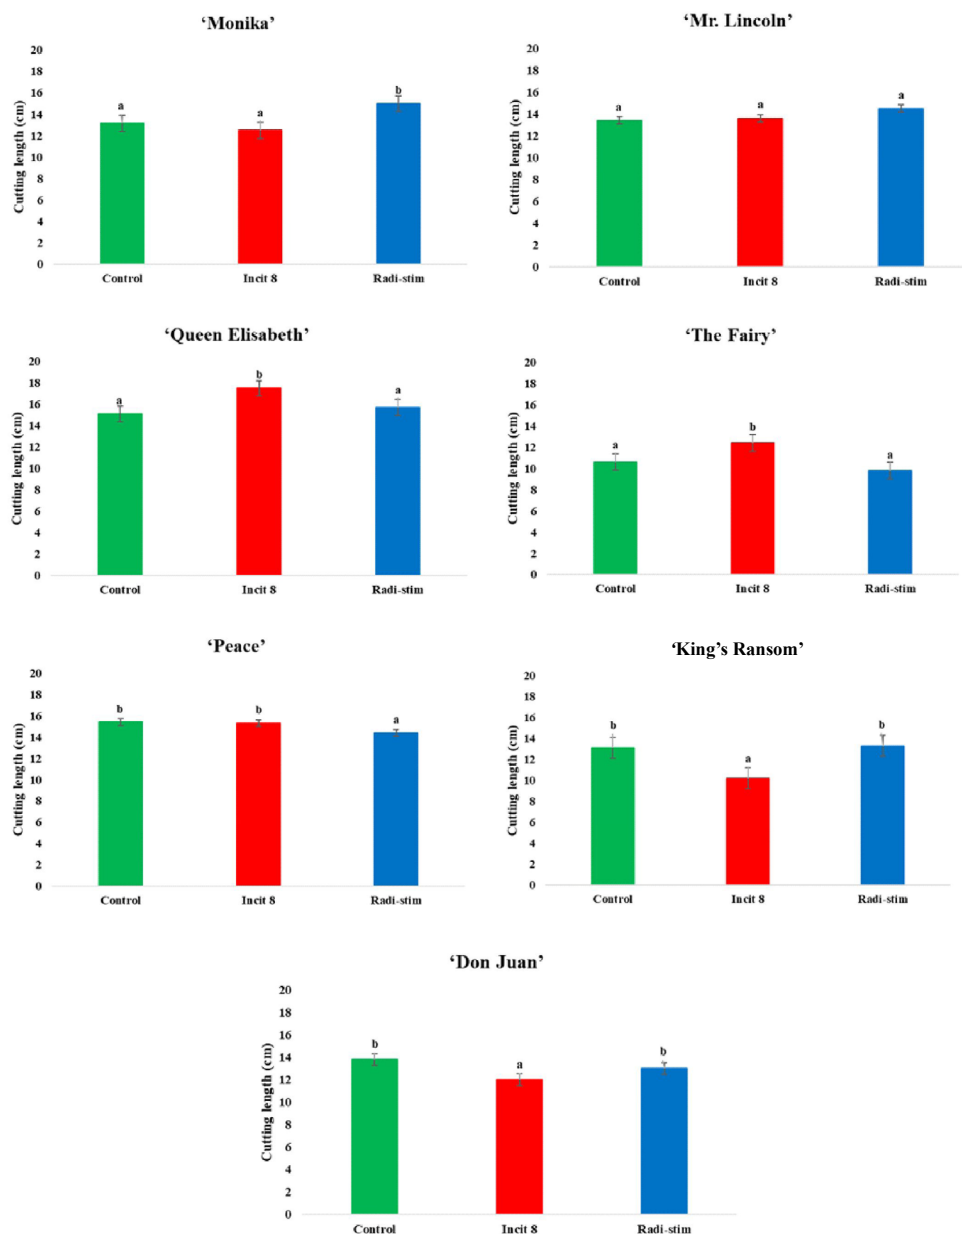 ‘Monika’
Cutting length (cm)
20
18
16
14
12
10
8
6
4
2
0
a
a
b
Control Incit 8 Radi-stim
‘Mr. Lincoln’
Cutting length (cm)
20
18
16
14
12
10
8
6
4
2
0
a
a
a
Control Incit 8 Radi-stim
‘Queen Elisabeth’
Cutting length (cm)
20
18
16
14
12
10
8
6
4
2
0
a
b
a
Control Incit 8 Radi-stim
‘The Fairy’
Cutting length (cm)
20
18
16
14
12
10
8
6
4
2
0
a
b
a
Control Incit 8 Radi-stim
‘Peace’
Cutting length (cm)
20
18
16
14
12
10
8
6
4
2
0
b
b
a
Control Incit 8 Radi-stim
‘King’s Ransom’
Cutting length (cm)
20
18
16
14
12
10
8
6
4
2
0
b
a
b
Control Incit 8 Radi-stim
‘Don Juan’
Cutting length (cm)
20
18
16
14
12
10
8
6
4
2
0
b
a
b
Control Incit 8 Radi-stim